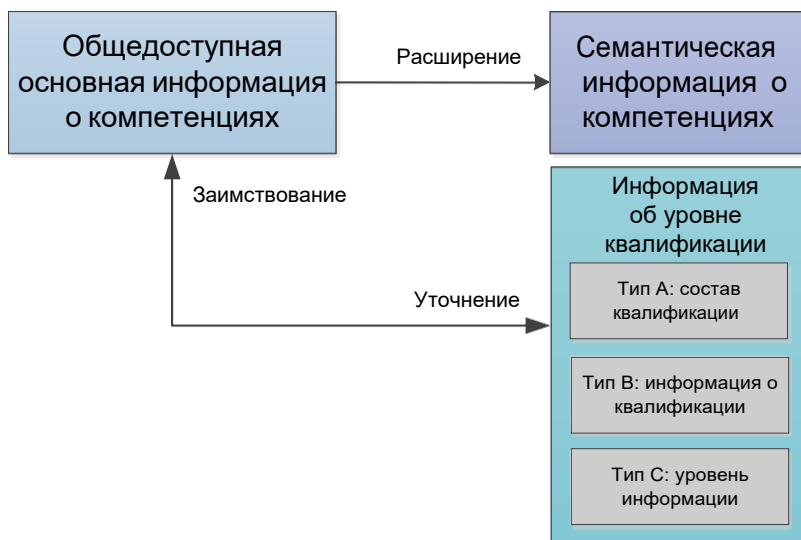 Общедоступная
основная информация
о компетенциях
Расширение
Семантическая
информация о
компетенциях
Заимствование
Уточнение
Информация
об уровне
квалификации
Тип А: состав
квалификации
Тип В: информация о
квалификации
Тип С: уровень
информации